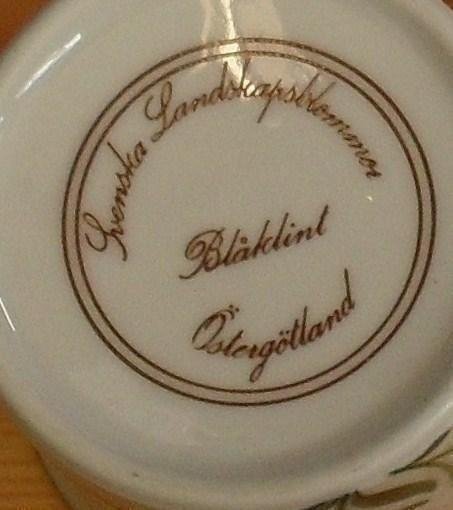 Svenska Landskapsblommor
Blåklint
Östergötland